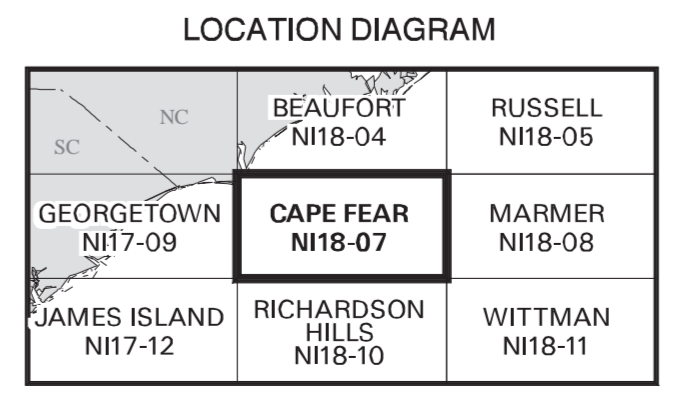 LOCATION DIAGRAM
NC
SC
BEAUFORT
NI18-04
RUSSELL
NI18-05
GEORGETOWN
NI17-09
CAPE FEAR
NI18-07
MARMER
NI18-08
JAMES ISLAND
NI17-12
RICHARDSON
HILLS
NI18-10
WITTMAN
NI18-11